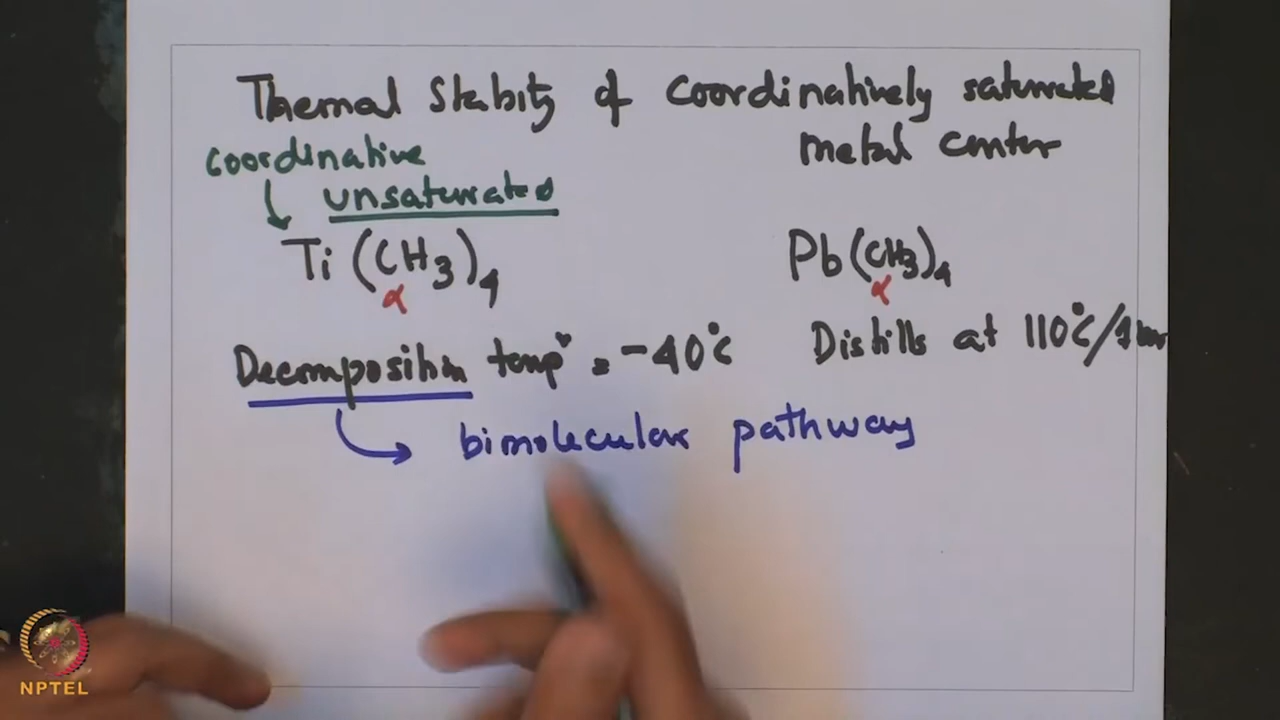 Thermal Stability of coordinatively saturated
metal center
coordinative
unsaturated
Ti(CH3)4
α
Pb(CH3)4
α
Decomposition temp° = -40°C
Distills at 110°C/1
bimolecular pathway
NPTEL